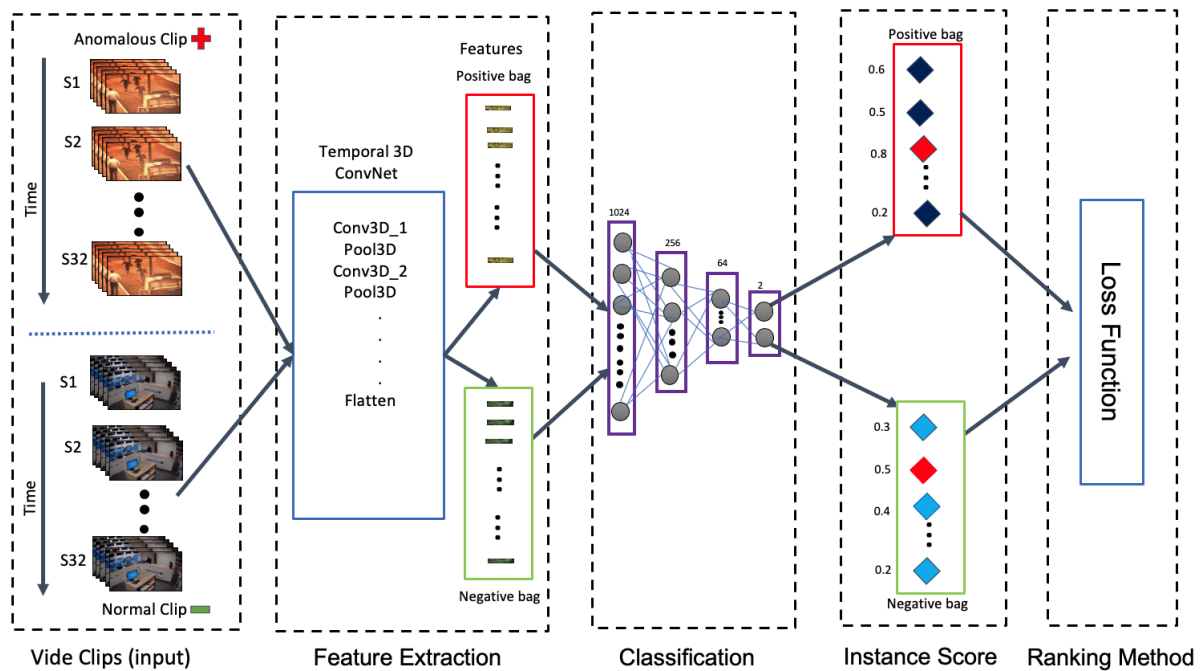 Anomalous Clip
S1
S2
S32
Time
S1
S2
S32
Time
Normal Clip
Vide Clips (input)
Features
Positive bag
Temporal 3D
ConvNet
Conv3D_1
Pool3D
Conv3D_2
Pool3D
.
.
.
.
Flatten
Negative bag
Feature Extraction
1024
256
64
2
Classification
Positive bag
0.6
0.5
0.8
0.2
0.3
0.5
0.4
0.2
Negative bag
Instance Score
Loss Function
Ranking Method